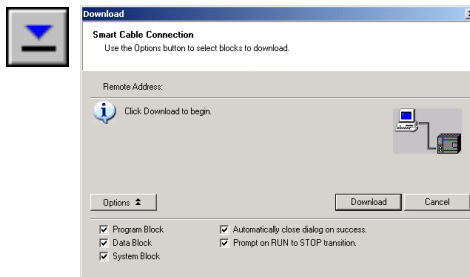 Download
Smart Cable Connection
Use the Options button to select blocks to download.
Remote Address:
Click Download to begin.
Options
Download
Cancel
Program Block
Automatically close dialog on success.
Data Block
Prompt on RUN to STOP transition.
System Block